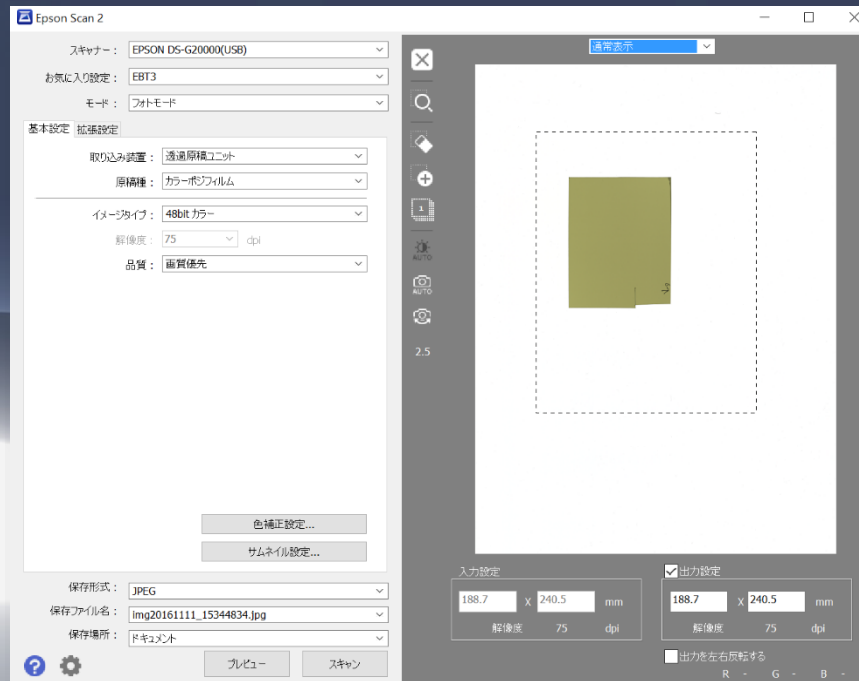 Epson Scan 2
スキャナー： EPSON DS-G20000(USB)
お気に入り設定： EBT3
モード： フォトモード
基本設定 拡張設定
取り込み装置： 透過原稿ユニット
原稿種： カラーポジフィルム
イメージタイプ： 48bit カラー
解像度： 75 dpi
品質： 画質優先
色補正設定...
サムネイル設定...
保存形式： JPEG
保存ファイル名： img20161111_15344834.jpg
保存場所： ドキュメント
プレビュー スキャン
通常表示
1
AUTO
AUTO
2.5
入力設定
188.7 X 240.5 mm
解像度 75 dpi
出力設定
188.7 X 240.5 mm
解像度 75 dpi
出力を左右反転する
R - G - B -